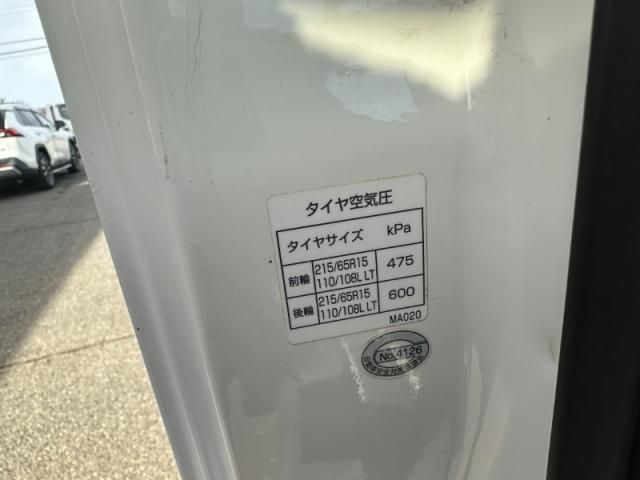 タイヤ空気圧
タイヤサイズ kPa
前輪 215/65R15 110/108L LT 475
後輪 215/65R15 110/108L LT 600
MA020
No.4126